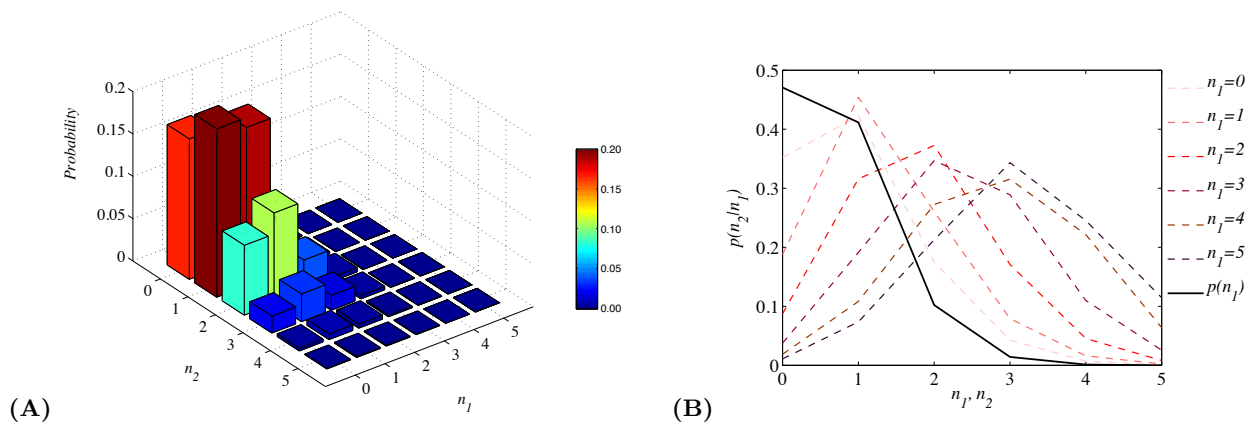 0.2
0.15
0.1
0.05
0
Probability
0
1
2
3
4
5
n2
0
1
2
3
4
5
n1
0.20
0.15
0.10
0.05
0.00
(A)
0.5
0.4
0.3
0.2
0.1
0
p(n2|n1)
0 1 2 3 4 5
n1, n2
n1=0
n1=1
n1=2
n1=3
n1=4
n1=5
p(n1)
(B)